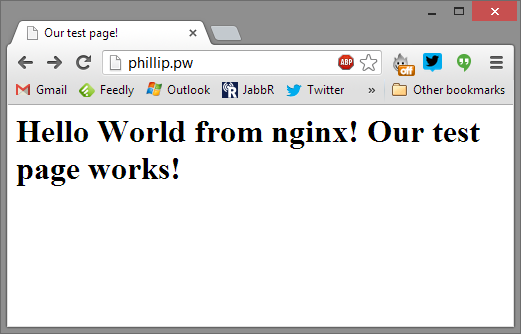 Our test page!
phillip.pw
ABP
off
Gmail Feedly Outlook JabbR Twitter » Other bookmarks
Hello World from nginx! Our test
page works!